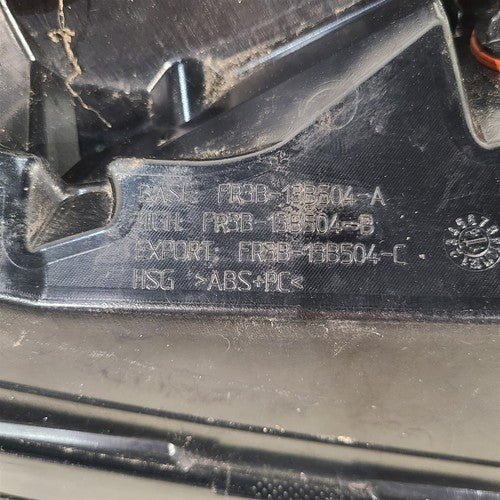 BASE: FR3B-13B504-A
HIGH: FR3B-13B504-B
EXPORT: FR3B-13B504-C
HSG >ABS+PC<